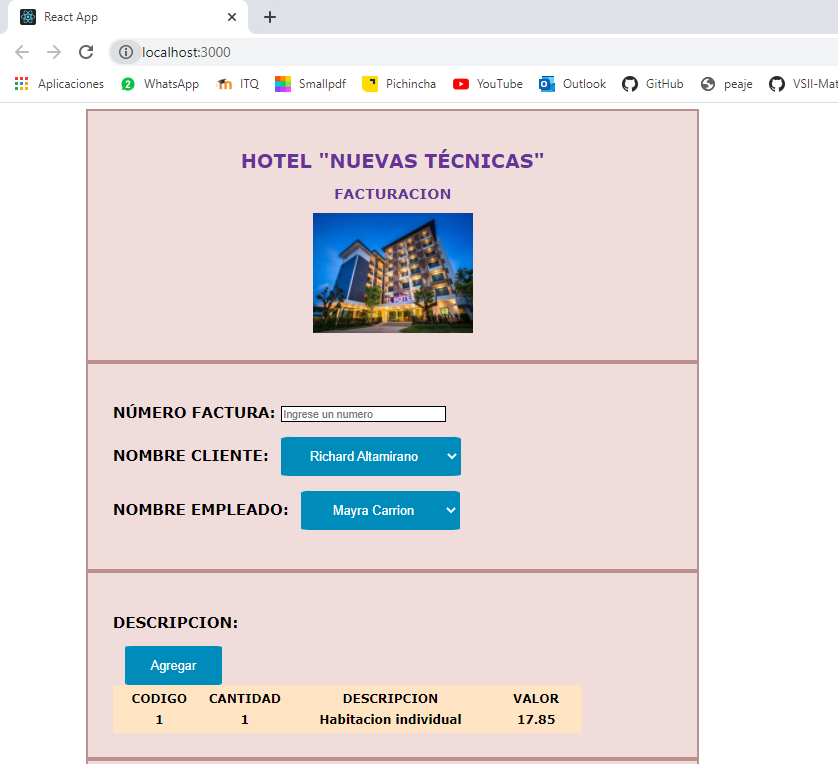 React App
localhost:3000
Aplicaciones WhatsApp ITQ Smallpdf Pichincha YouTube Outlook GitHub peaje VSII-Mat
HOTEL "NUEVAS TÉCNICAS"
FACTURACION
HOTEL
NÚMERO FACTURA: Ingrese un numero
NOMBRE CLIENTE: Richard Altamirano
NOMBRE EMPLEADO: Mayra Carrion
DESCRIPCION:
Agregar
CODIGO CANTIDAD DESCRIPCION VALOR
1 1 Habitacion individual 17.85